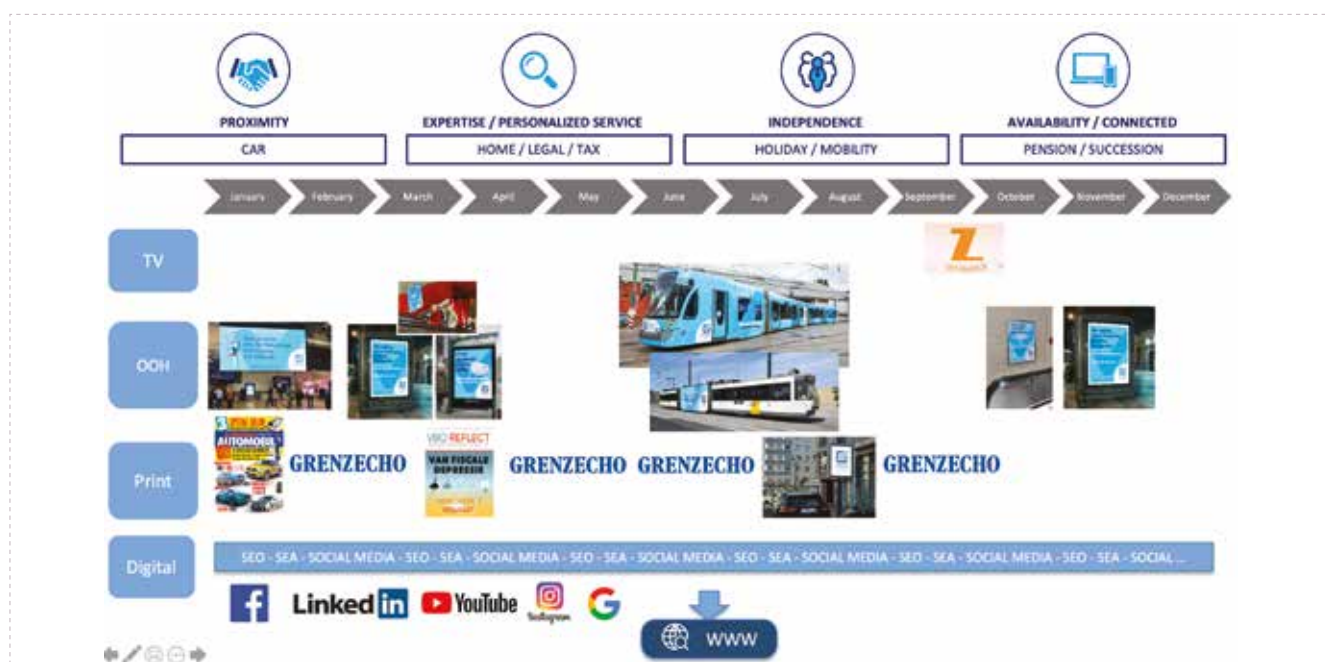 PROXIMITY
EXPERTISE / PERSONALIZED SERVICE
INDEPENDENCE
AVAILABILITY / CONNECTED
CAR
HOME / LEGAL / TAX
HOLIDAY / MOBILITY
PENSION / SUCCESSION
January
February
March
April
May
June
July
August
September
October
November
December
TV
Z
OOH
Print
AUTOMOBIL
GRENZECHO
VBO REFLECT
VAN FISCALE
DEPRESSIE
GRENZECHO
GRENZECHO
GRENZECHO
Digital
SEO - SEA - SOCIAL MEDIA - SEO - SEA - SOCIAL MEDIA - SEO - SEA - SOCIAL MEDIA - SEO - SEA - SOCIAL MEDIA - SEO - SEA - SOCIAL MEDIA - SEO - SEA - SOCIAL ...
f
Linked in
YouTube
Instagram
G
www